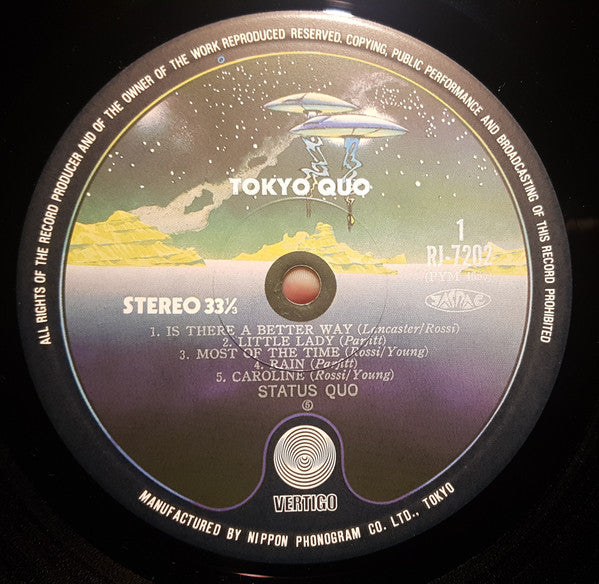 ALL RIGHTS OF THE RECORD PRODUCER AND OF THE OWNER OF THE WORK REPRODUCED RESERVED. COPYING, PUBLIC PERFORMANCE AND BROADCASTING OF THIS RECORD PROHIBITED
TOKYO QUO
1
RJ-7202
JASRAC
STEREO 33⅓
1. IS THERE A BETTER WAY (Lancaster/Rossi)
2. LITTLE LADY (Parfitt)
3. MOST OF THE TIME (Rossi/Young)
4. RAIN (Parfitt)
5. CAROLINE (Rossi/Young)
STATUS QUO
VERTIGO
MANUFACTURED BY NIPPON PHONOGRAM CO. LTD., TOKYO